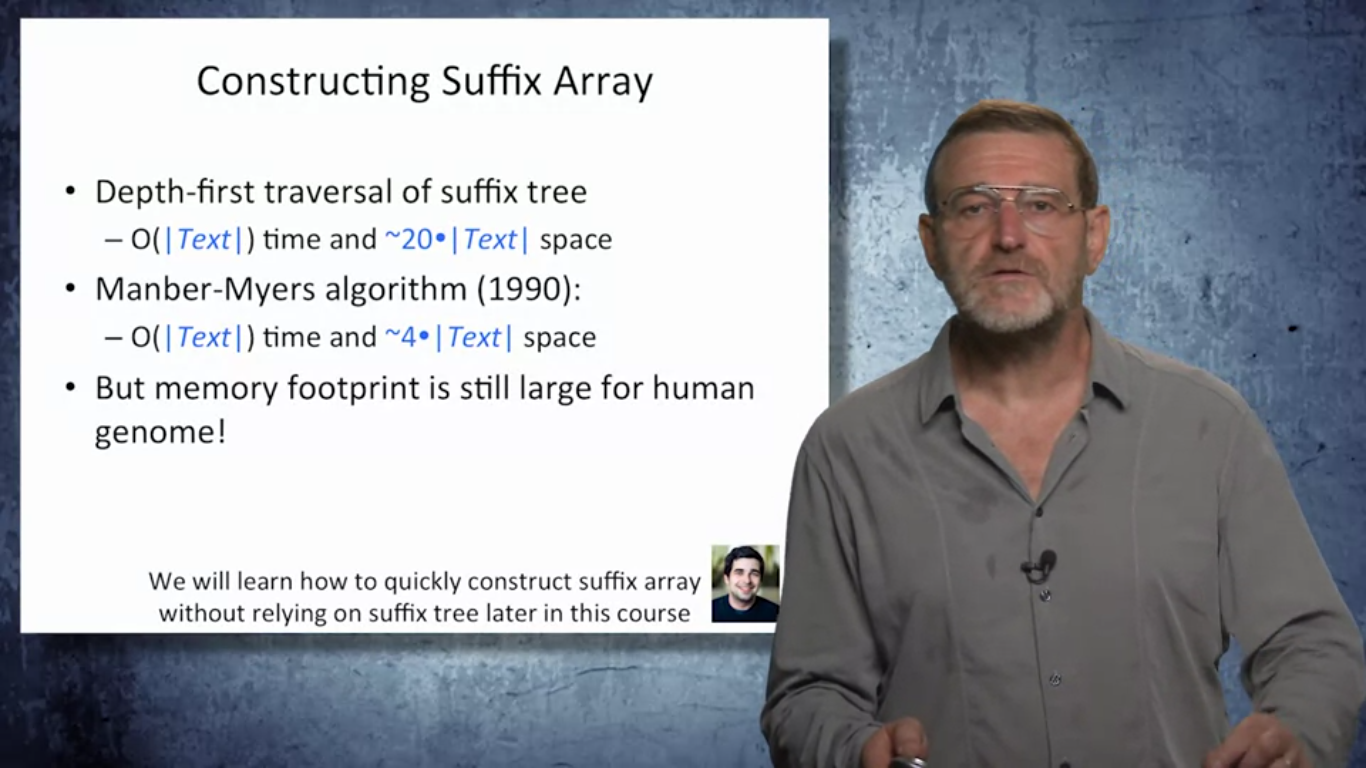 Constructing Suffix Array
• Depth-first traversal of suffix tree
– O(|Text|) time and ~20•|Text| space
• Manber-Myers algorithm (1990):
– O(|Text|) time and ~4•|Text| space
• But memory footprint is still large for human
genome!
We will learn how to quickly construct suffix array
without relying on suffix tree later in this course